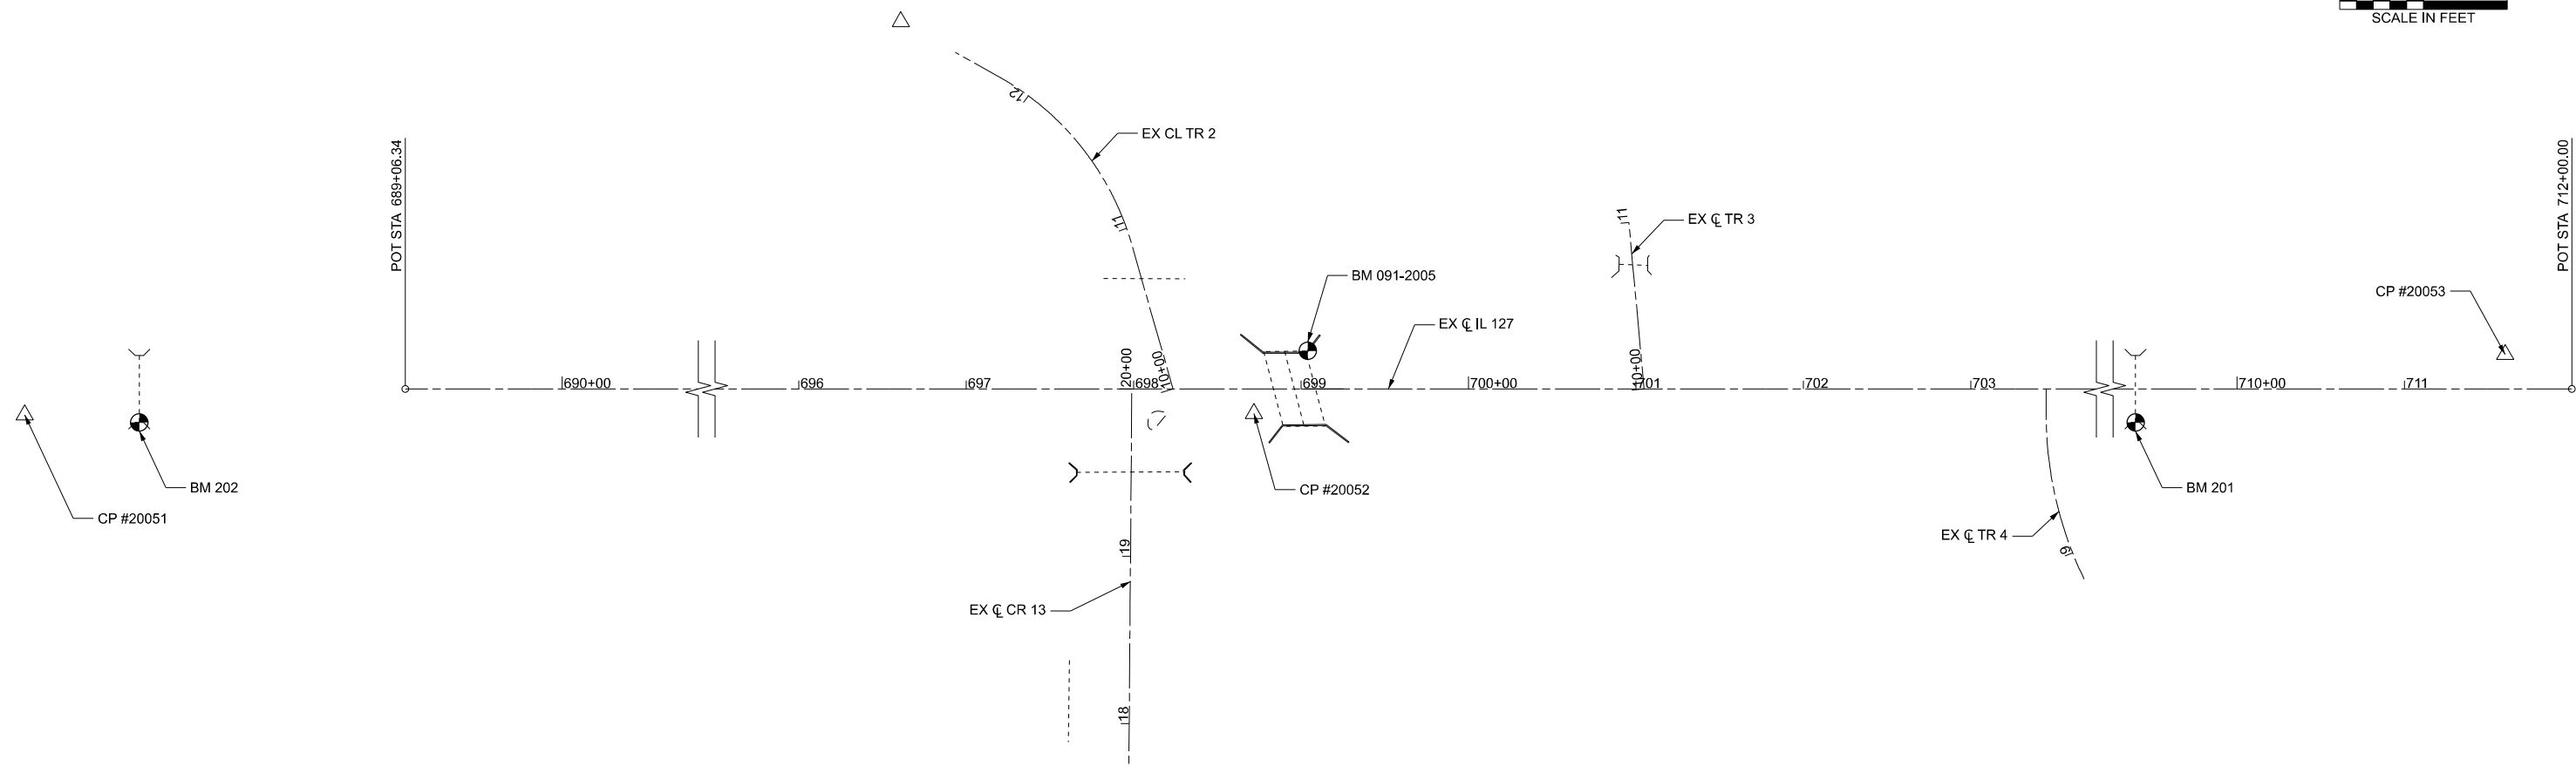 SCALE IN FEET
12
EX CL TR 2
POT STA 689+06.34
POT STA 712+00.00
11
11
EX ℄ TR 3
BM 091-2005
CP #20053
EX ℄ IL 127
20+00
10+00
10+00
690+00
696
697
698
699
700+00
701
702
703
710+00
711
BM 202
CP #20052
BM 201
CP #20051
EX ℄ TR 4
19
9
EX ℄ CR 13
18